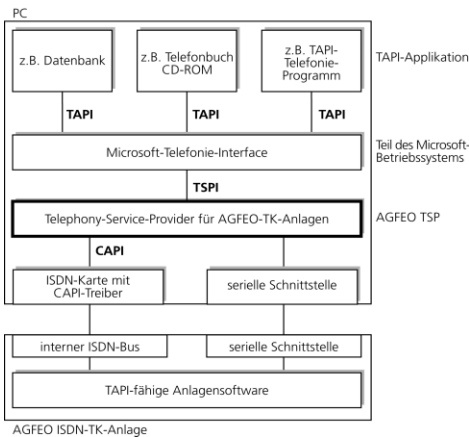 PC
z.B. Datenbank
z.B. Telefonbuch
CD-ROM
z.B. TAPI-
Telefonie-
Programm
TAPI-Applikation
TAPI
TAPI
TAPI
Microsoft-Telefonie-Interface
Teil des Microsoft-
Betriebssystems
TSPI
Telephony-Service-Provider für AGFEO-TK-Anlagen
AGFEO TSP
CAPI
ISDN-Karte mit
CAPI-Treiber
serielle Schnittstelle
interner ISDN-Bus
serielle Schnittstelle
TAPI-fähige Anlagensoftware
AGFEO ISDN-TK-Anlage